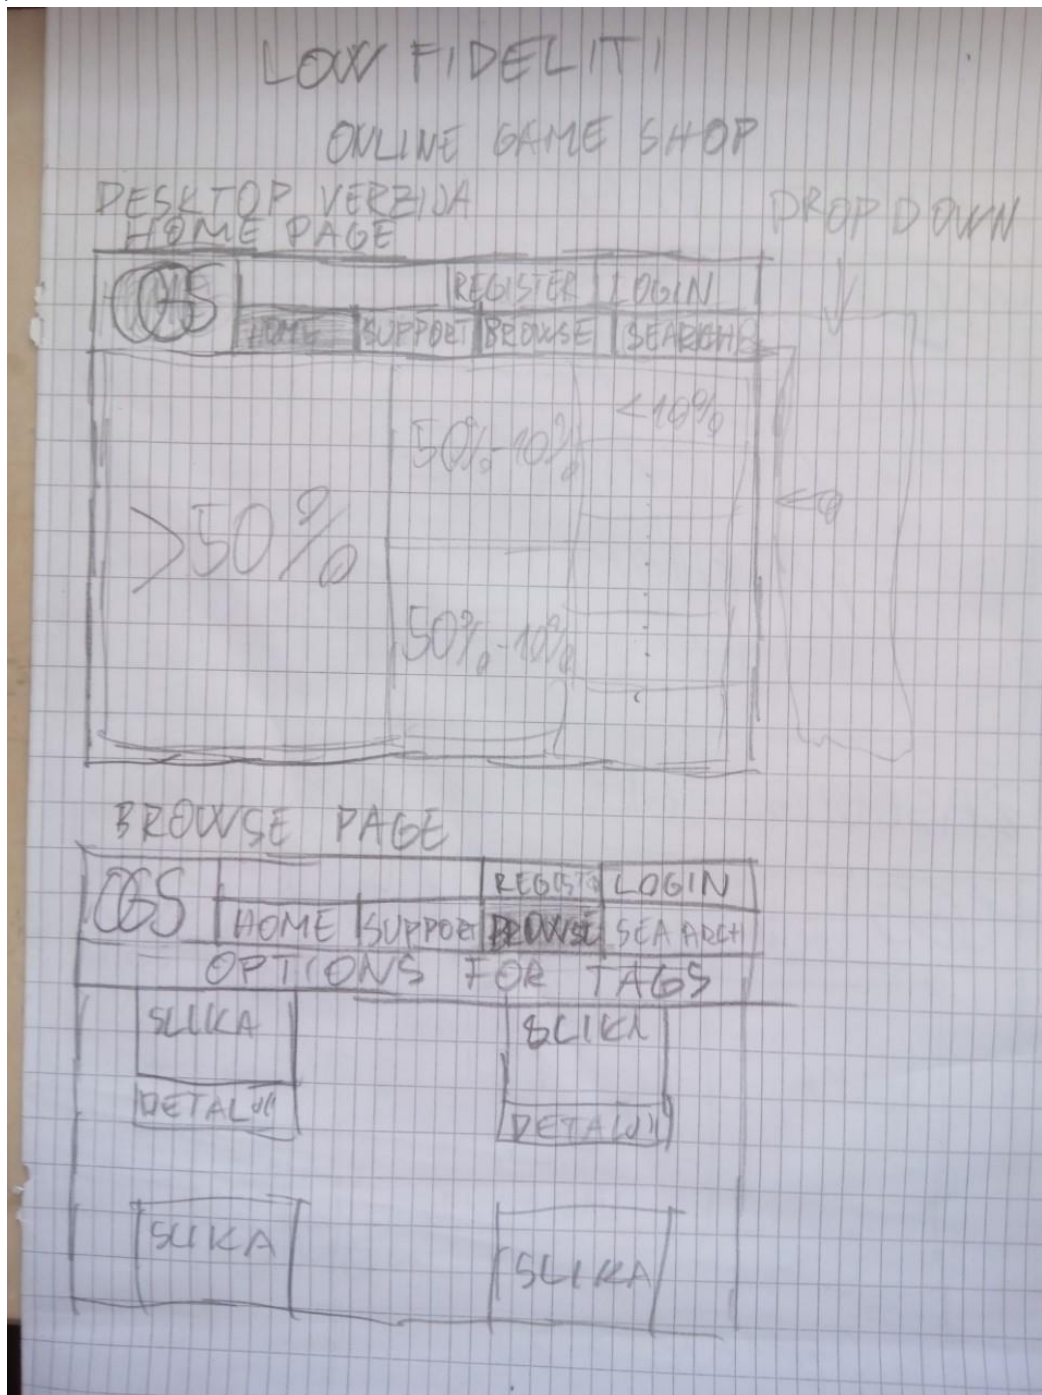 LOW FIDELITI
ONLINE GAME SHOP
DESKTOP VERZIJA
HOME PAGE
DROPDOWN
OGS
REGISTER LOGIN
HOME SUPPORT BROWSE SEARCH
>50%
50%-10%
<10%
50%-10%
BROWSE PAGE
OGS
REGISTE LOGIN
HOME SUPPORT BROWSE SEARCH
OPTIONS FOR TAGS
SLIKA SLIKA
DETALJI DETALJI
SLIKA SLIKA